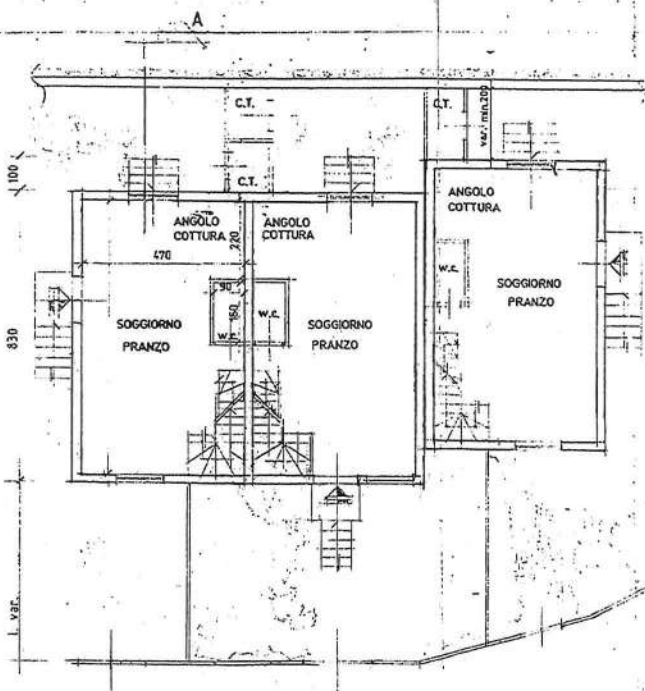 A
C.T.
C.T.
var. min. 200
100
C.T.
ANGOLO
COTTURA
ANGOLO
COTTURA
ANGOLO
COTTURA
220
470
90
160
w.c.
w.c.
w.c.
SOGGIORNO
PRANZO
SOGGIORNO
PRANZO
SOGGIORNO
PRANZO
830
l. var.